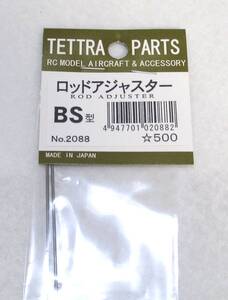 TETTRA PARTS
RC MODEL AIRCRAFT & ACCESSORY
ロッドアジャスター
ROD ADJUSTER
BS型
4 947701 020882
No.2088
☆500
MADE IN JAPAN